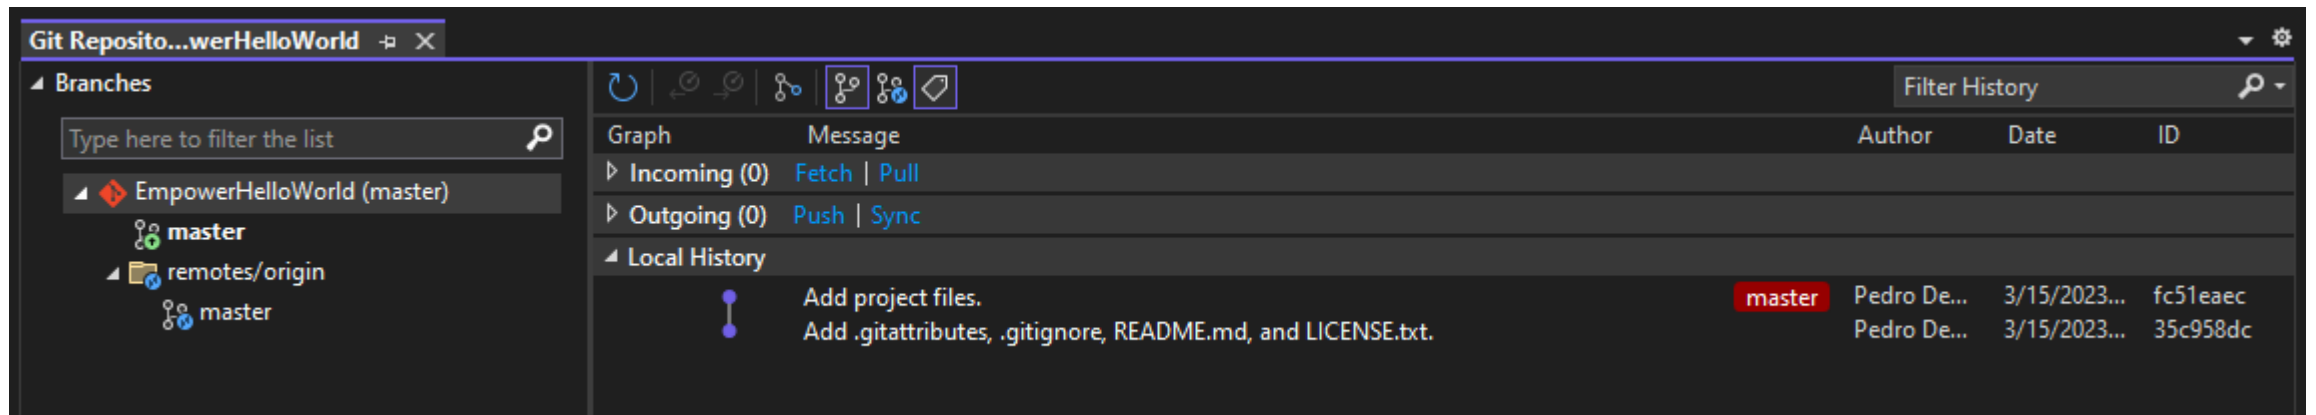 Git Reposito...werHelloWorld
Branches
Type here to filter the list
EmpowerHelloWorld (master)
master
remotes/origin
master
Filter History
Graph Message Author Date ID
Incoming (0) Fetch | Pull
Outgoing (0) Push | Sync
Local History
Add project files. master Pedro De... 3/15/2023... fc51eaec
Add .gitattributes, .gitignore, README.md, and LICENSE.txt. Pedro De... 3/15/2023... 35c958dc